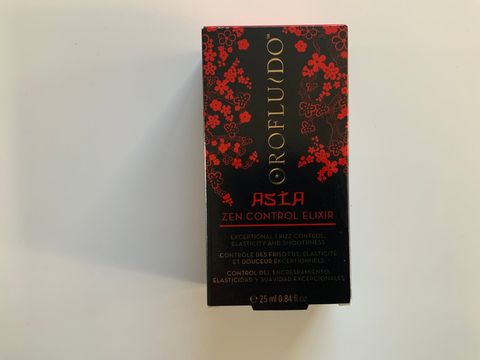 OROFLUIDO™
ASIA
ZEN CONTROL ELIXIR
EXCEPTIONAL FRIZZ CONTROL,
ELASTICITY AND SMOOTHNESS
CONTRÔLE DES FRISOTTIS, ÉLASTICITÉ
ET DOUCEUR EXCEPTIONNELS
CONTROL DEL ENCRESPAMIENTO,
ELASTICIDAD Y SUAVIDAD EXCEPCIONALES
℮ 25 ml 0.84 fl oz